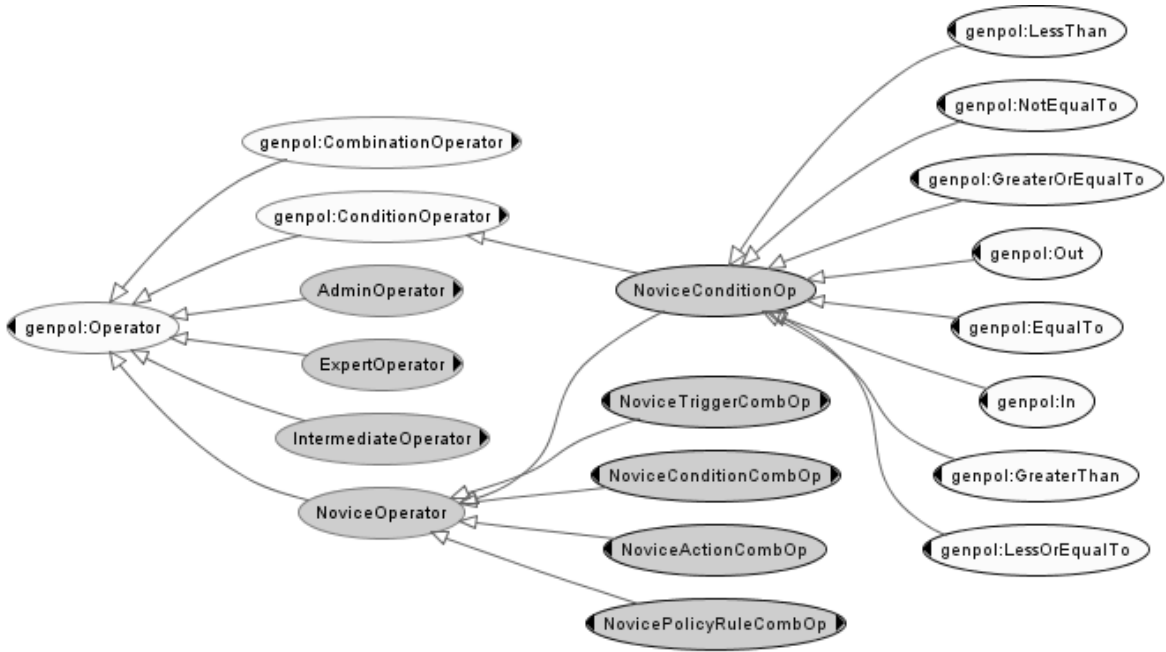 genpol:LessThan
genpol:NotEqualTo
genpol:CombinationOperator
genpol:GreaterOrEqualTo
genpol:ConditionOperator
genpol:Out
AdminOperator
NoviceConditionOp
genpol:Operator
genpol:EqualTo
ExpertOperator
NoviceTriggerCombOp
genpol:In
IntermediateOperator
NoviceConditionCombOp
genpol:GreaterThan
NoviceOperator
NoviceActionCombOp
genpol:LessOrEqualTo
NovicePolicyRuleCombOp